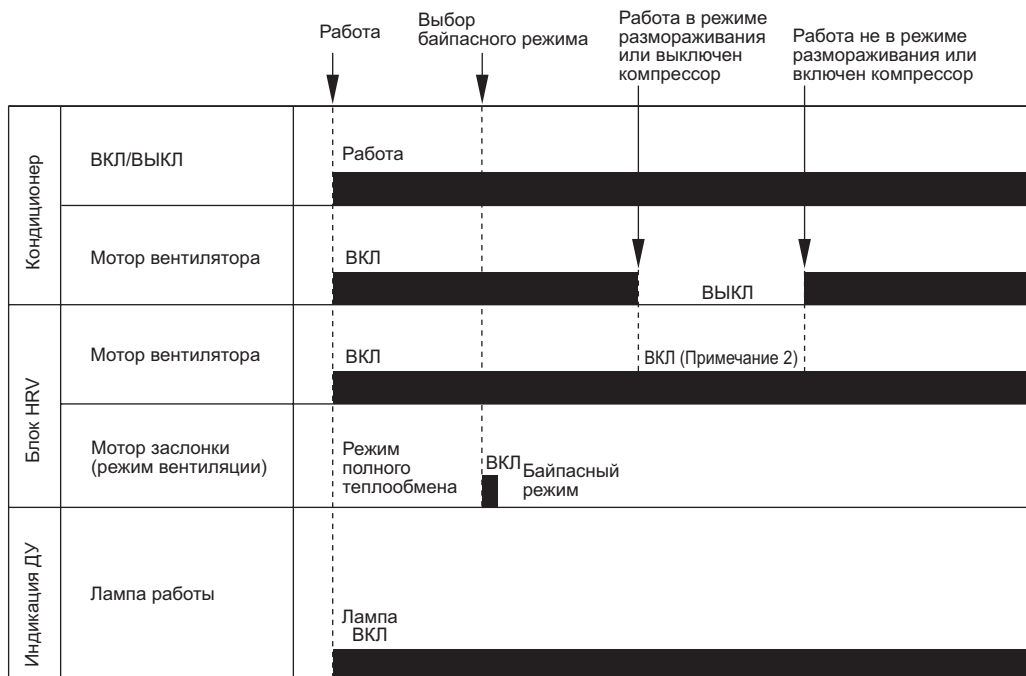 Работа
Выбор
байпасного режима
Работа в режиме
размораживания
или выключен
компрессор
Работа не в режиме
размораживания или
включен компрессор
Кондиционер
ВКЛ/ВЫКЛ
Работа
Мотор вентилятора
ВКЛ
ВЫКЛ
Блок HRV
Мотор вентилятора
ВКЛ
ВКЛ (Примечание 2)
Мотор заслонки
(режим вентиляции)
Режим
полного
теплообмена
ВКЛ
Байпасный
режим
Индикация ДУ
Лампа работы
Лампа
ВКЛ